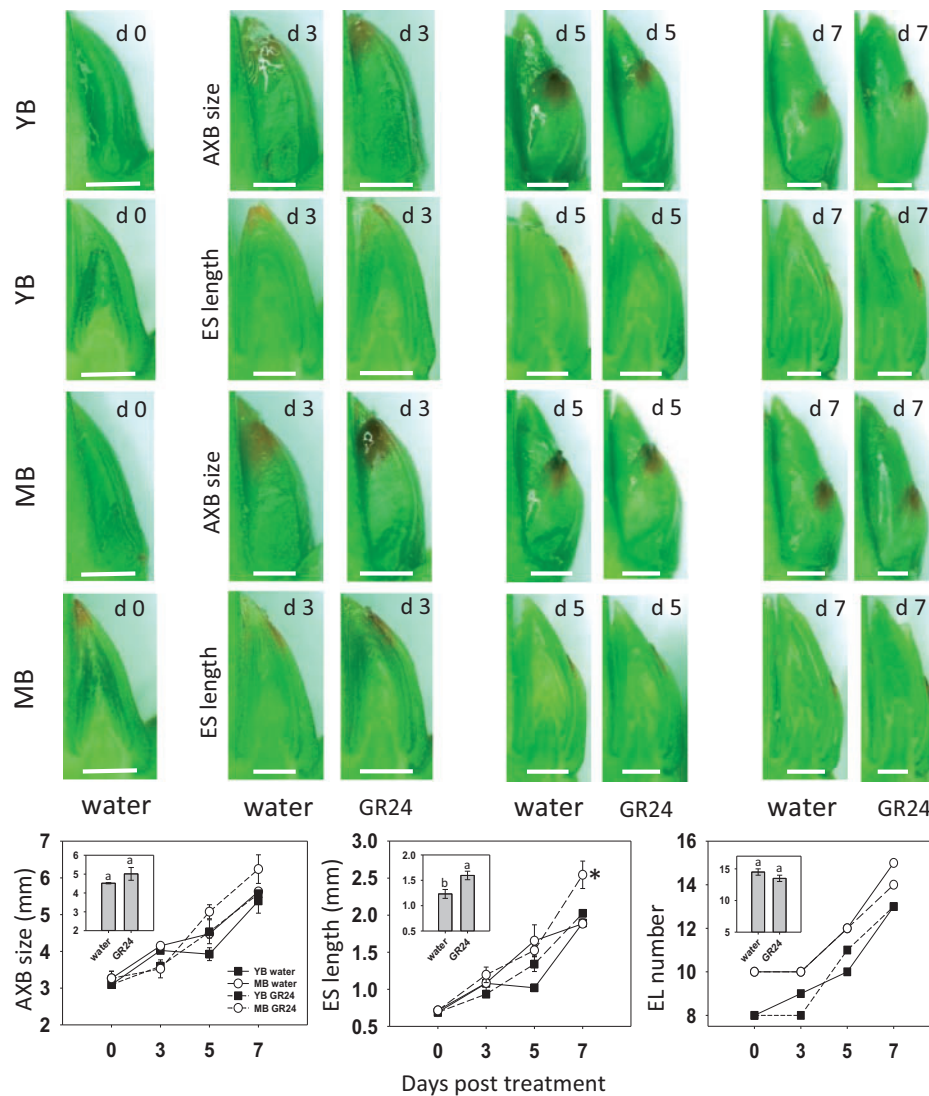 YB d 0 AXB size d 3 d 3 d 5 d 5 d 7 d 7
YB d 0 ES length d 3 d 3 d 5 d 5 d 7 d 7
MB d 0 AXB size d 3 d 3 d 5 d 5 d 7 d 7
MB d 0 ES length d 3 d 3 d 5 d 5 d 7 d 7
water water GR24 water GR24 water GR24
AXB size (mm)
7
6
5
4
3
2
6
5
4
3
2
a a
water GR24
YB water
MB water
YB GR24
MB GR24
0 3 5 7
ES length (mm)
3.0
2.5
2.0
1.5
1.0
0.5
2.0
1.5
1.0
0.5
b a
water GR24
*
0 3 5 7
EL number
16
14
12
10
8
15
10
5
a a
water GR24
0 3 5 7
Days post treatment